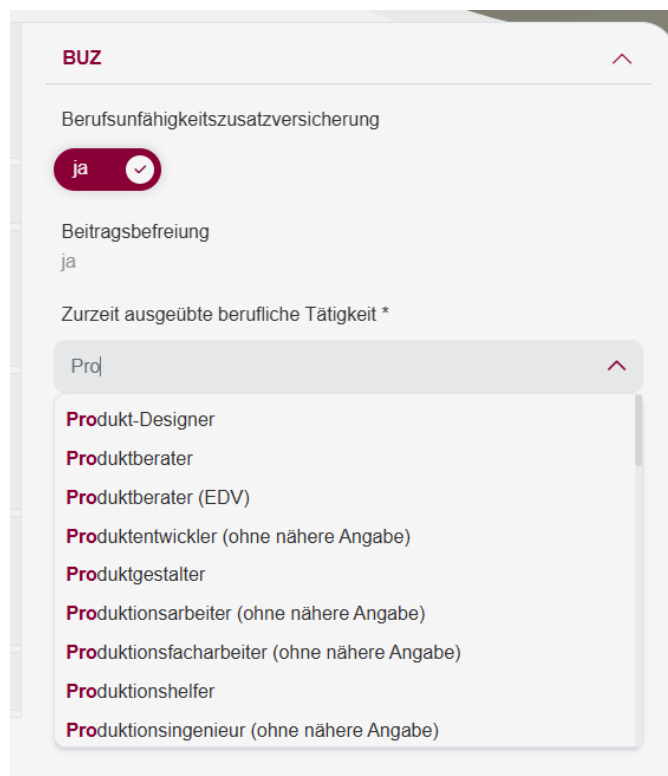 BUZ
Berufsunfähigkeitszusatzversicherung
ja
Beitragsbefreiung
ja
Zurzeit ausgeübte berufliche Tätigkeit *
Pro
Produkt-Designer
Produktberater
Produktberater (EDV)
Produktentwickler (ohne nähere Angabe)
Produktgestalter
Produktionsarbeiter (ohne nähere Angabe)
Produktionsfacharbeiter (ohne nähere Angabe)
Produktionshelfer
Produktionsingenieur (ohne nähere Angabe)